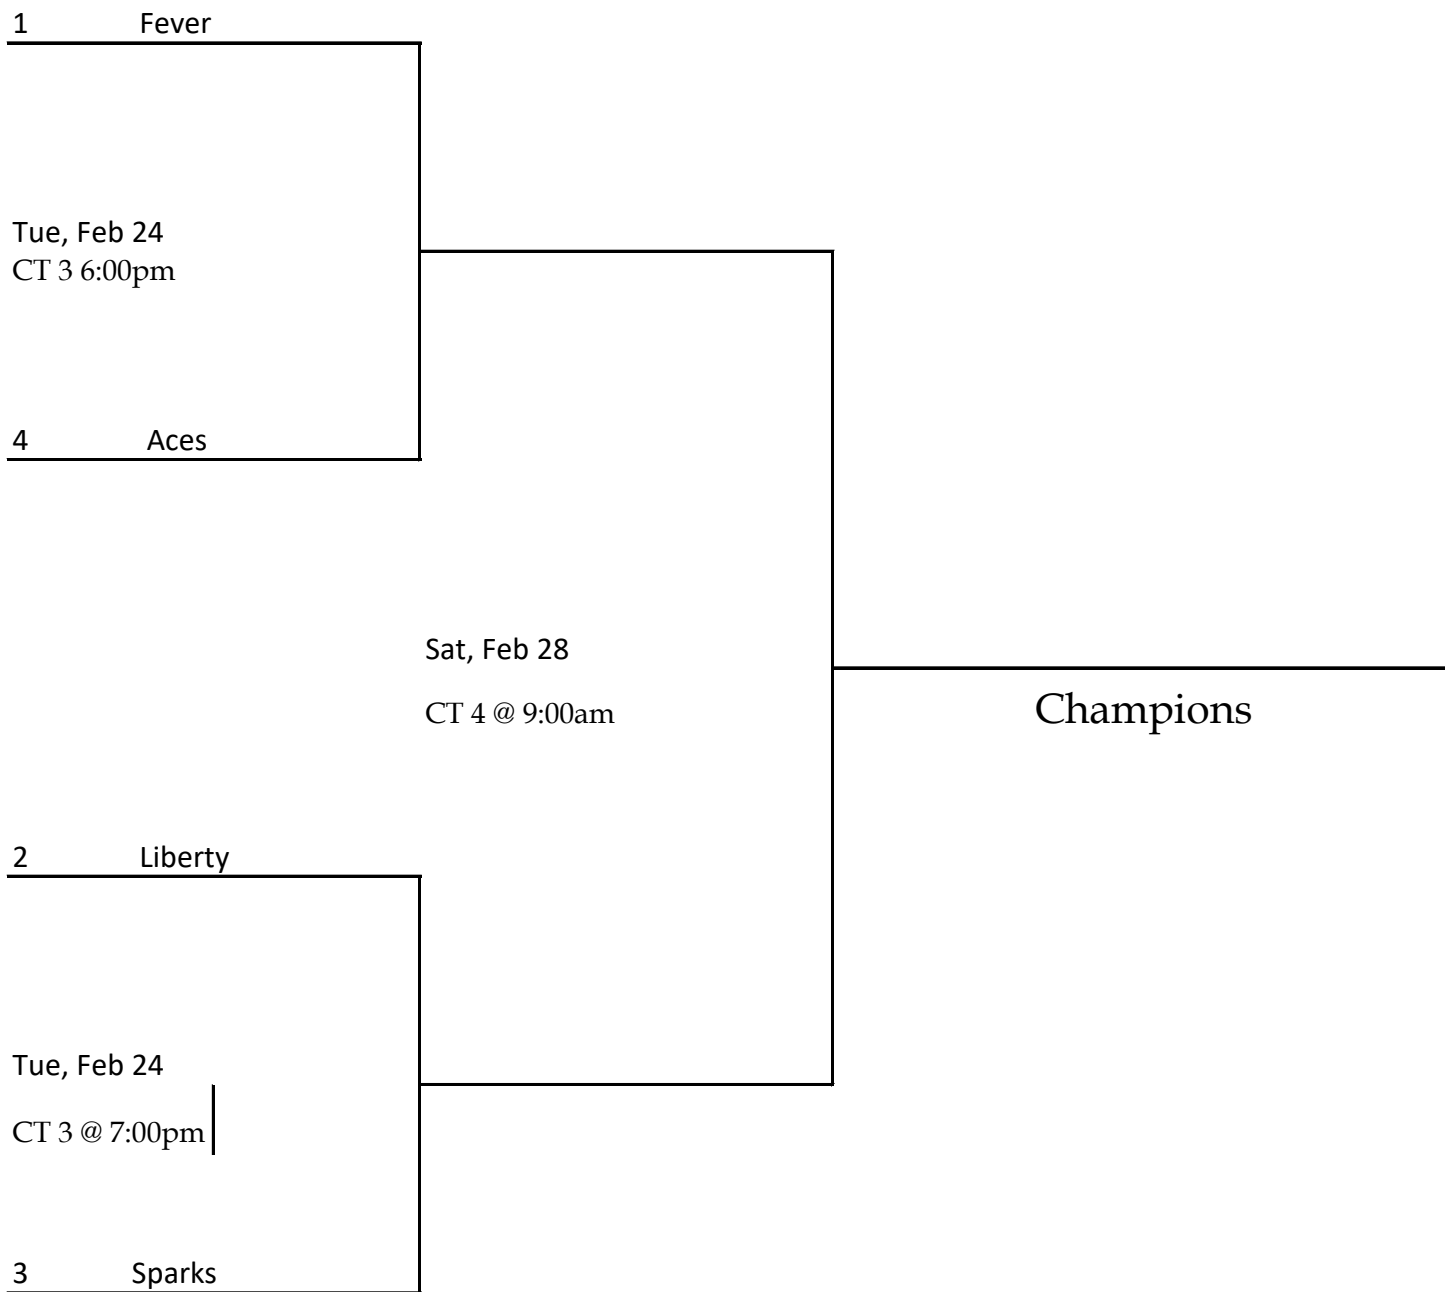 1 Fever
Tue, Feb 24
CT 3 6:00pm
4 Aces
Sat, Feb 28
CT 4 @ 9:00am
Champions
2 Liberty
Tue, Feb 24
CT 3 @ 7:00pm
3 Sparks